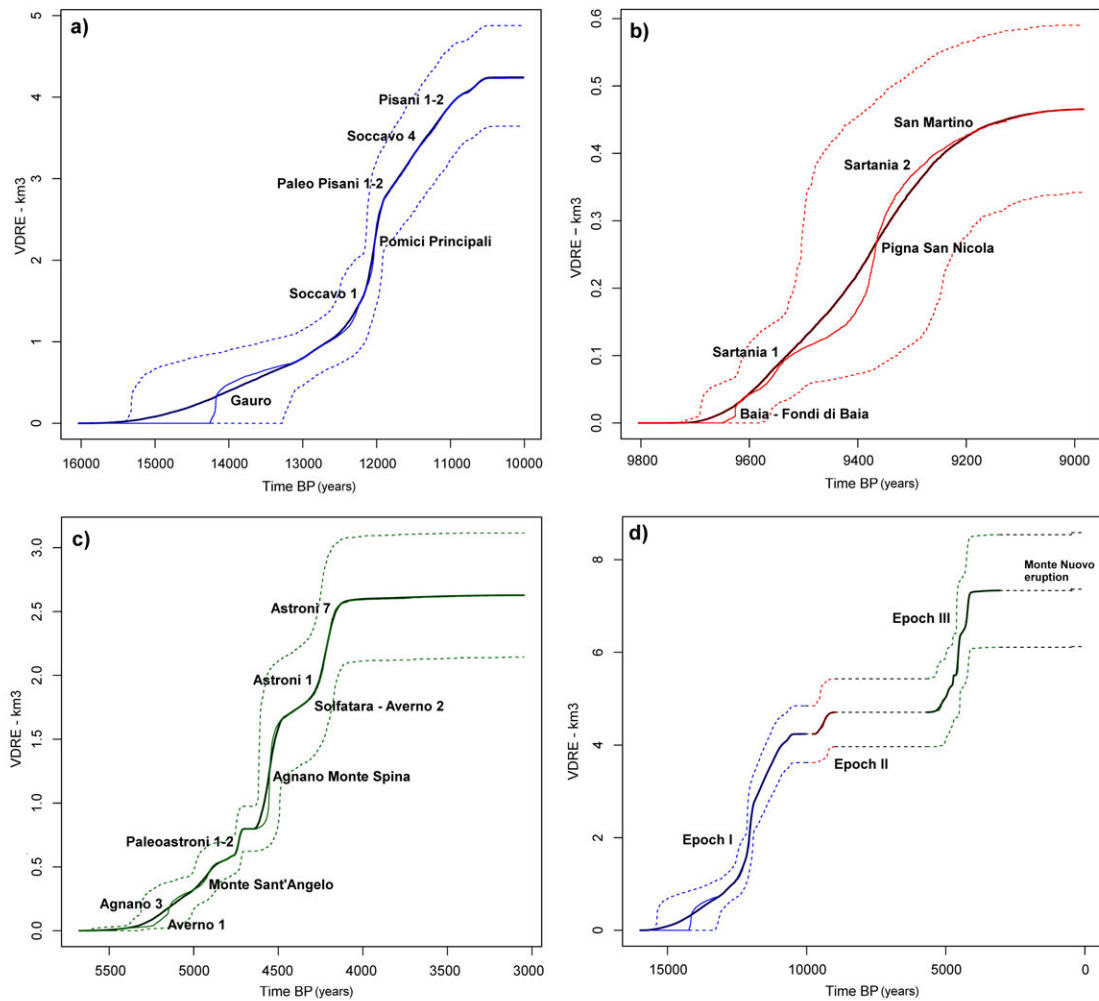 a)
VDRE - km3
5
4
3
2
1
0
Pisani 1-2
Soccavo 4
Paleo Pisani 1-2
Pomici Principali
Soccavo 1
Gauro
16000 15000 14000 13000 12000 11000 10000
Time BP (years)
b)
VDRE – km3
0.6
0.5
0.4
0.3
0.2
0.1
0.0
San Martino
Sartania 2
Pigna San Nicola
Sartania 1
Baia - Fondi di Baia
9800 9600 9400 9200 9000
Time BP (years)
c)
VDRE - km3
3.0
2.5
2.0
1.5
1.0
0.5
0.0
Astroni 7
Astroni 1
Solfatara - Averno 2
Agnano Monte Spina
Paleoastroni 1-2
Monte Sant'Angelo
Agnano 3
Averno 1
5500 5000 4500 4000 3500 3000
Time BP (years)
d)
VDRE - km3
8
6
4
2
0
Monte Nuovo
eruption
Epoch III
Epoch II
Epoch I
15000 10000 5000 0
Time BP (years)